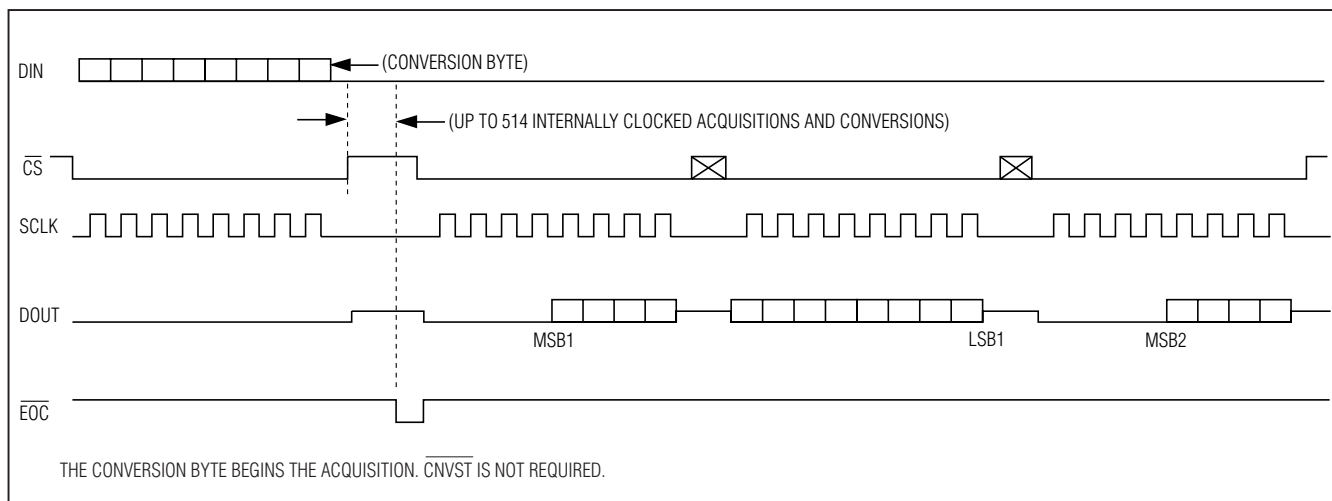 DIN
(CONVERSION BYTE)
(UP TO 514 INTERNALLY CLOCKED ACQUISITIONS AND CONVERSIONS)
CS
SCLK
DOUT
MSB1
LSB1
MSB2
EOC
THE CONVERSION BYTE BEGINS THE ACQUISITION. CNVST IS NOT REQUIRED.